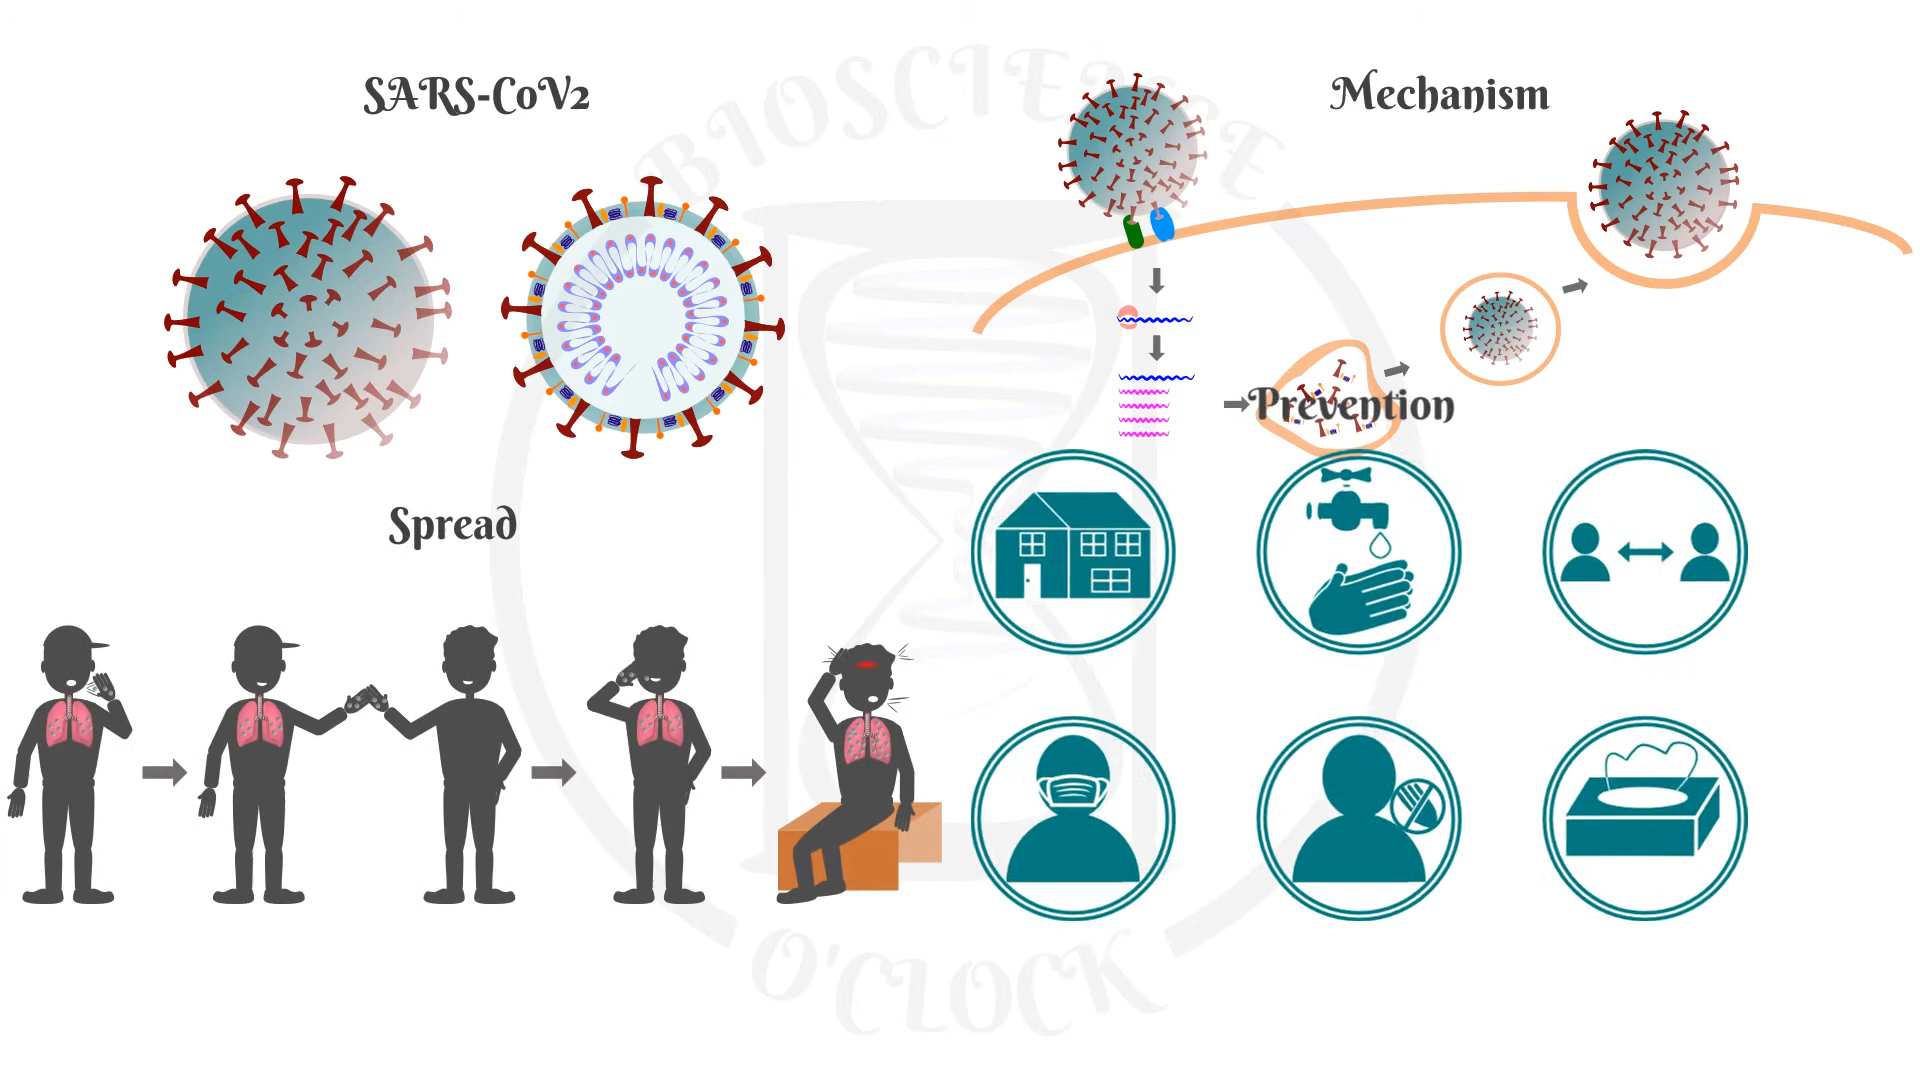 SARS-CoV2
Mechanism
Prevention
Spread
BIOSCIENCE
O'CLOCK